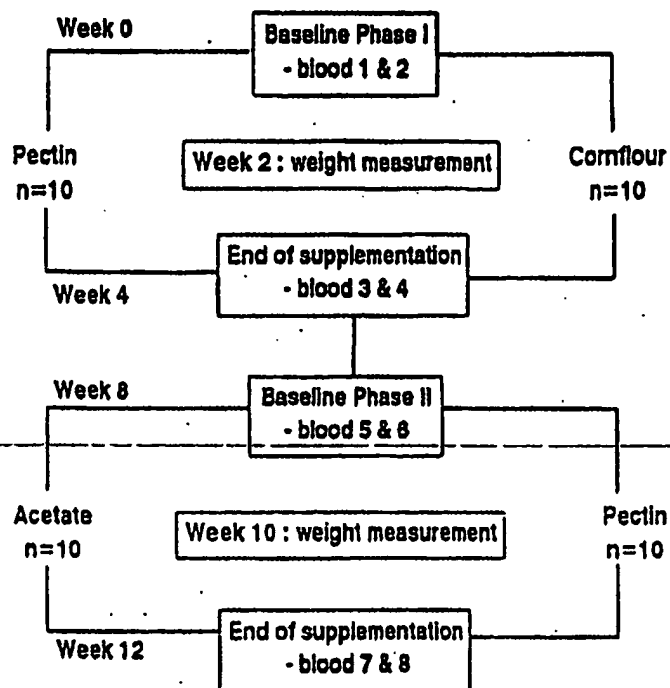 Week 0
Baseline Phase I
- blood 1 & 2
Pectin
n=10
Week 2 : weight measurement
Cornflour
n=10
End of supplementation
- blood 3 & 4
Week 4
Week 8
Baseline Phase II
- blood 5 & 6
Acetate
n=10
Week 10 : weight measurement
Pectin
n=10
End of supplementation
- blood 7 & 8
Week 12